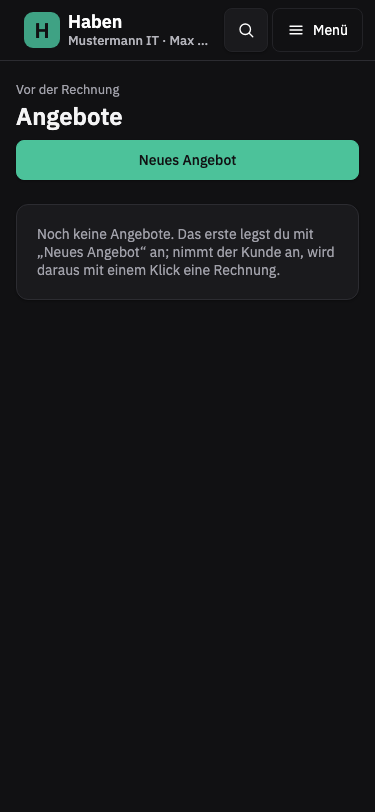 H
Haben
Mustermann IT · Max ...
Menü
Vor der Rechnung
Angebote
Neues Angebot
Noch keine Angebote. Das erste legst du mit
„Neues Angebot“ an; nimmt der Kunde an, wird
daraus mit einem Klick eine Rechnung.